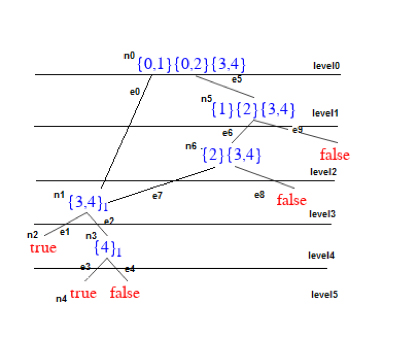 n0 {0,1}{0,2}{3,4} level0
e0 e5
n5 {1}{2}{3,4} level1
e6 e9
n6 {2}{3,4} false
level2
e7 e8 false
n1 {3,4}1 level3
n2 e1 e2
true n3 {4}1 level4
e3 e4
n4 true false level5